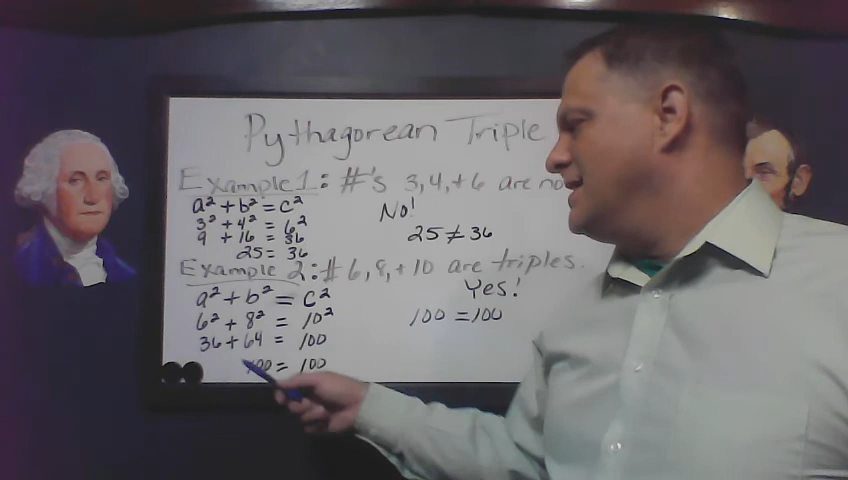 Pythagorean Triple
Example 1: #'s 3, 4, + 6 are no
a² + b² = c²
3² + 4² = 6²
9 + 16 = 36
25 = 36
No!
25 ≠ 36
Example 2: # 6, 8, + 10 are triples.
a² + b² = c²
6² + 8² = 10²
36 + 64 = 100
100 = 100
Yes!
100 = 100